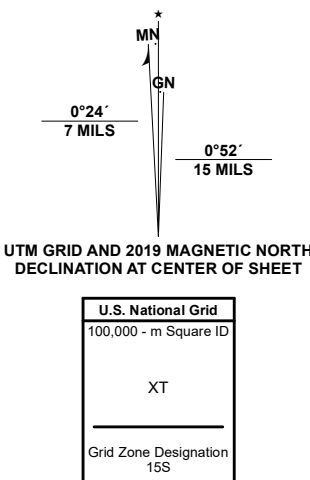 MN
GN
0°24´
7 MILS
0°52´
15 MILS
UTM GRID AND 2019 MAGNETIC NORTH
DECLINATION AT CENTER OF SHEET
U.S. National Grid
100,000 - m Square ID
XT
Grid Zone Designation
15S